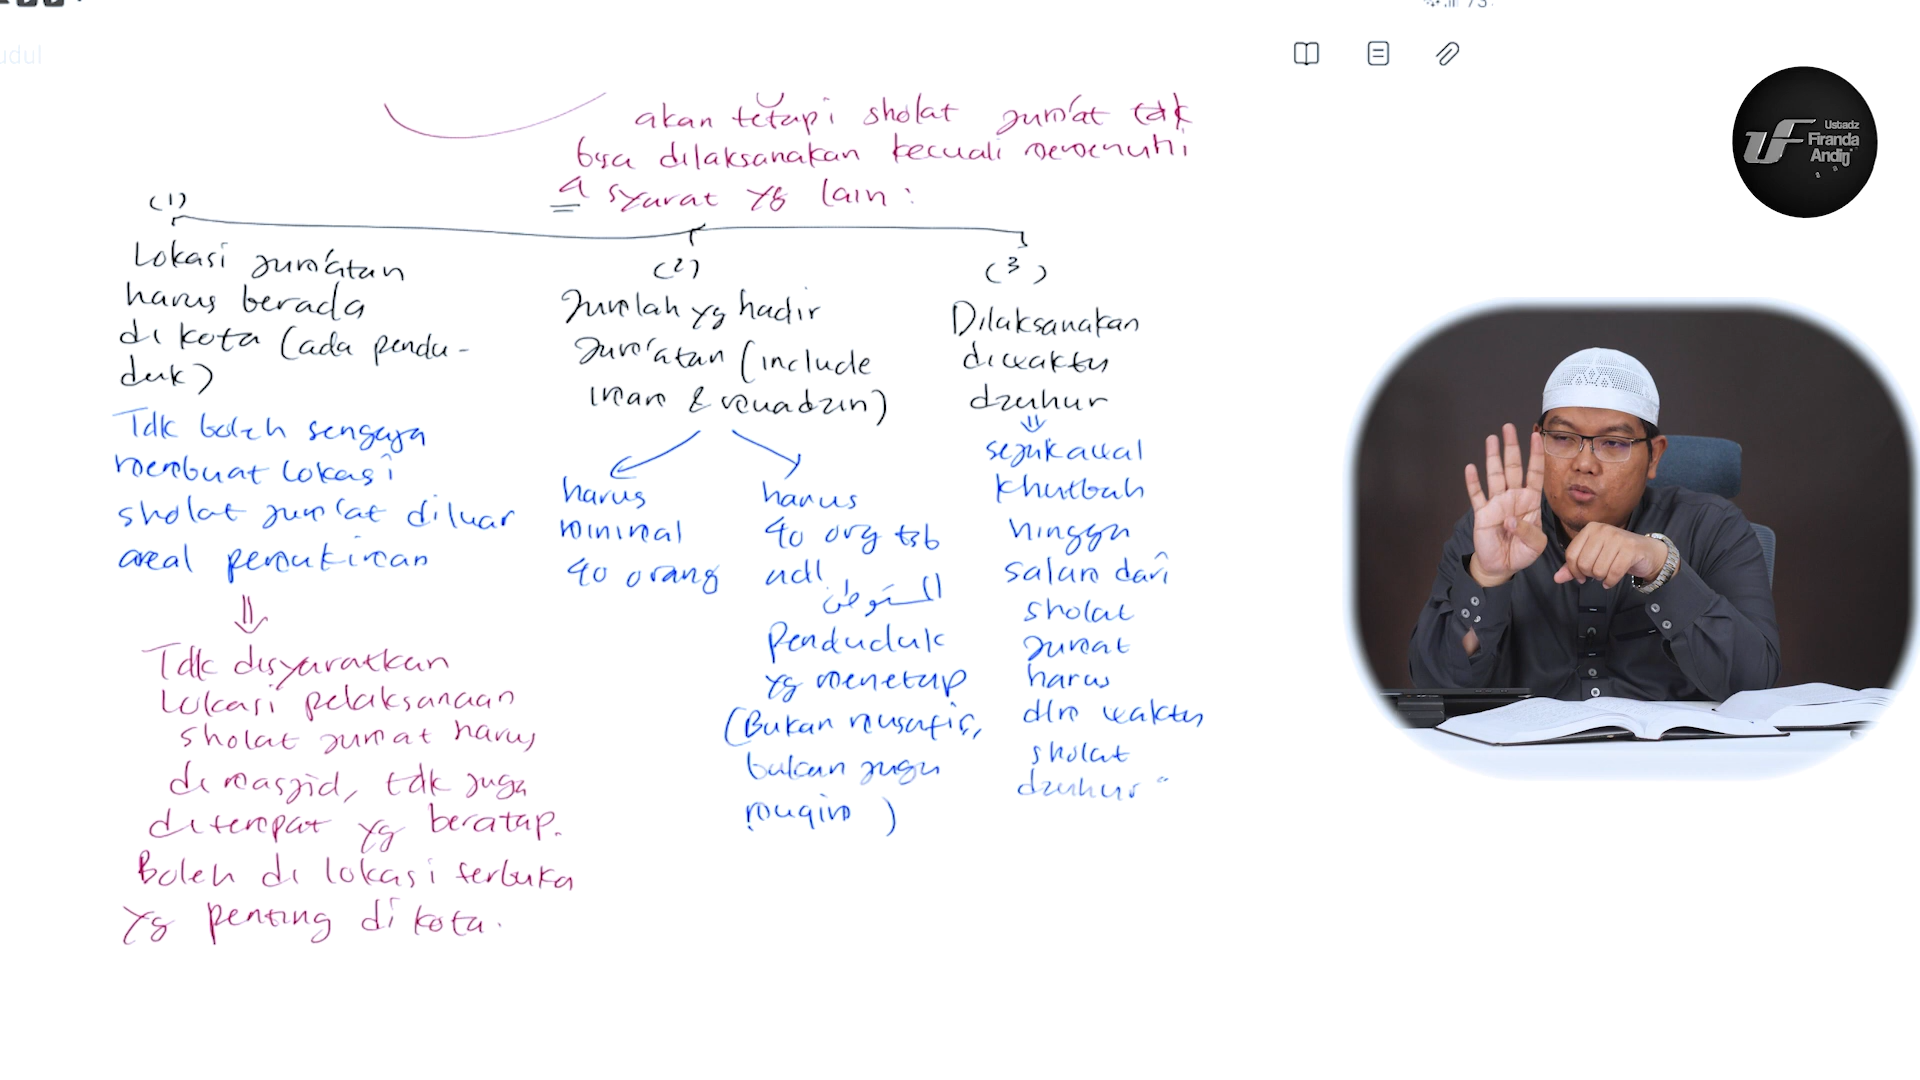 udul
Ustadz
Firanda
Andirja
akan tetapi sholat jum'at tdk
bisa dilaksanakan kecuali memenuhi
4 syarat yg lain :
(1)
Lokasi jum'atan
harus berada
di kota (ada pendu-
duk)
Tdk boleh sengaja
membuat lokasi
sholat jum'at diluar
areal pemukiman
⇓
Tdk disyaratkan
lokasi pelaksanaan
sholat jumat harus
di masjid, tdk juga
ditempat yg beratap.
Boleh di lokasi terbuka
yg penting di kota.
(2)
Jumlah yg hadir
Jum'atan (include
imam & muadzin)
harus
minimal
40 orang
harus
40 org tsb
adl
المستوطن
Penduduk
yg menetap
(Bukan musafir,
bukan juga
muqim)
(3)
Dilaksanakan
diwaktu
dzuhur
⇓
sejak awal
khutbah
hingga
salam dari
sholat
jumat
harus
dlm waktu
sholat
dzuhur